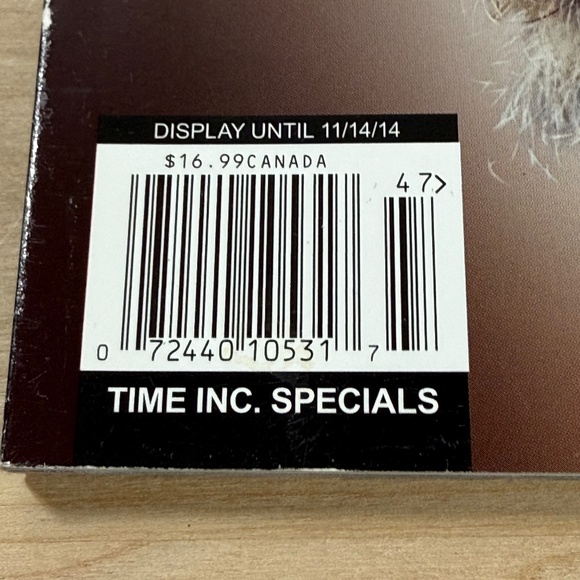 DISPLAY UNTIL 11/14/14
$16.99CANADA
47>
0 72440 10531 7
TIME INC. SPECIALS